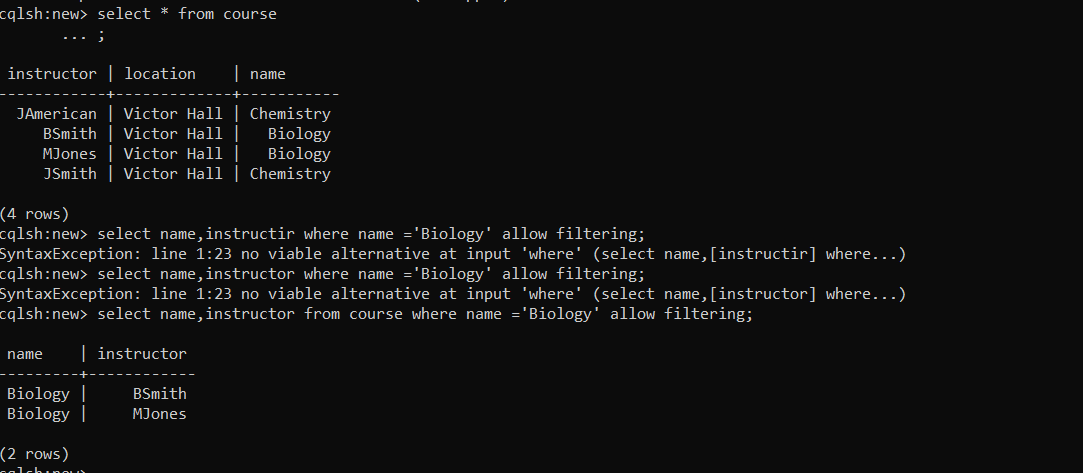 cqlsh:new> select * from course
... ;
instructor | location | name
------------+-------------+-----------
JAmerican | Victor Hall | Chemistry
BSmith | Victor Hall | Biology
MJones | Victor Hall | Biology
JSmith | Victor Hall | Chemistry
(4 rows)
cqlsh:new> select name,instructir where name ='Biology' allow filtering;
SyntaxException: line 1:23 no viable alternative at input 'where' (select name,[instructir] where...)
cqlsh:new> select name,instructor where name ='Biology' allow filtering;
SyntaxException: line 1:23 no viable alternative at input 'where' (select name,[instructor] where...)
cqlsh:new> select name,instructor from course where name ='Biology' allow filtering;
name | instructor
---------+------------
Biology | BSmith
Biology | MJones
(2 rows)
cqlsh:new>